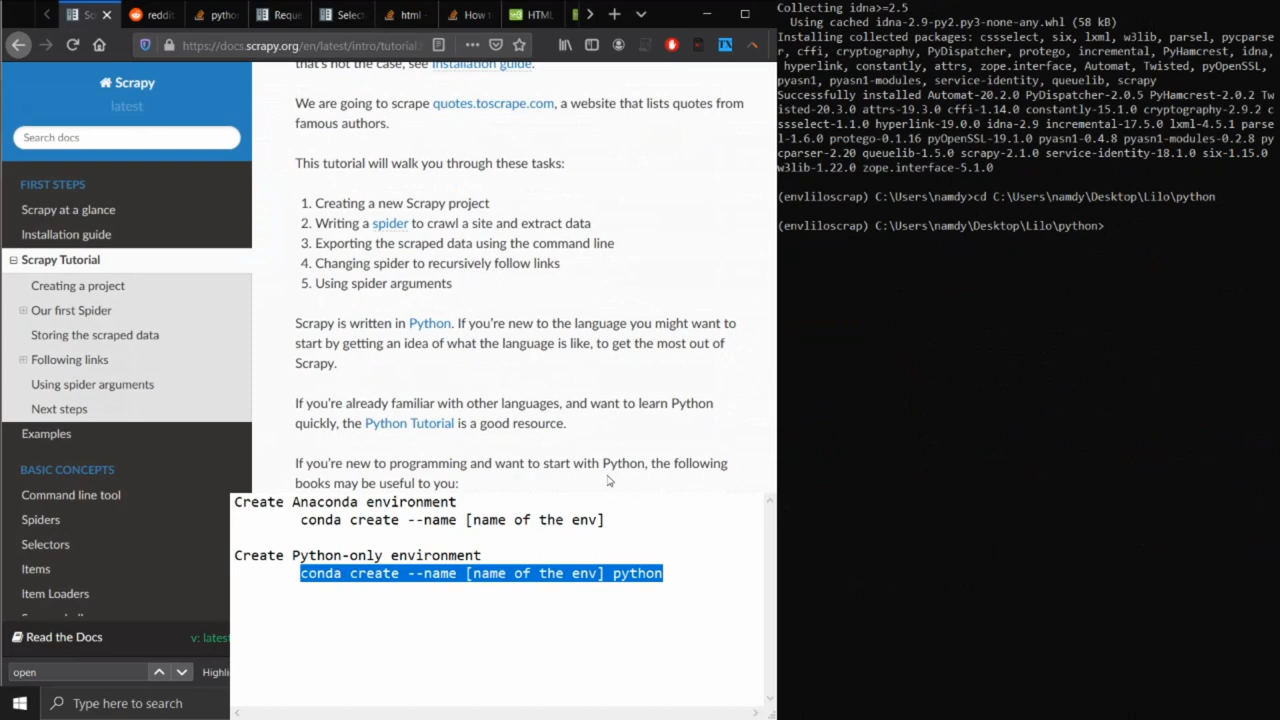 Sc
reddit
python
Reque
Select
html -
How t
HTML
https://docs.scrapy.org/en/latest/intro/tutorial.
Scrapy
latest
Search docs
FIRST STEPS
Scrapy at a glance
Installation guide
Scrapy Tutorial
Creating a project
Our first Spider
Storing the scraped data
Following links
Using spider arguments
Next steps
Examples
BASIC CONCEPTS
Command line tool
Spiders
Selectors
Items
Item Loaders
Read the Docs
v: latest
open
Highli
Type here to search
that's not the case, see Installation guide.
We are going to scrape quotes.toscrape.com, a website that lists quotes from
famous authors.
This tutorial will walk you through these tasks:
1. Creating a new Scrapy project
2. Writing a spider to crawl a site and extract data
3. Exporting the scraped data using the command line
4. Changing spider to recursively follow links
5. Using spider arguments
Scrapy is written in Python. If you're new to the language you might want to
start by getting an idea of what the language is like, to get the most out of
Scrapy.
If you're already familiar with other languages, and want to learn Python
quickly, the Python Tutorial is a good resource.
If you're new to programming and want to start with Python, the following
books may be useful to you:
Create Anaconda environment
conda create --name [name of the env]
Create Python-only environment
conda create --name [name of the env] python
Collecting idna>=2.5
Using cached idna-2.9-py2.py3-none-any.whl (58 kB)
Installing collected packages: cssselect, six, lxml, w3lib, parsel, pycparse
r, cffi, cryptography, PyDispatcher, protego, incremental, PyHamcrest, idna,
hyperlink, constantly, attrs, zope.interface, Automat, Twisted, pyOpenSSL,
pyasn1, pyasn1-modules, service-identity, queuelib, scrapy
Successfully installed Automat-20.2.0 PyDispatcher-2.0.5 PyHamcrest-2.0.2 Tw
isted-20.3.0 attrs-19.3.0 cffi-1.14.0 constantly-15.1.0 cryptography-2.9.2 c
ssselect-1.1.0 hyperlink-19.0.0 idna-2.9 incremental-17.5.0 lxml-4.5.1 parse
l-1.6.0 protego-0.1.16 pyOpenSSL-19.1.0 pyasn1-0.4.8 pyasn1-modules-0.2.8 py
cparser-2.20 queuelib-1.5.0 scrapy-2.1.0 service-identity-18.1.0 six-1.15.0
w3lib-1.22.0 zope.interface-5.1.0
(envliloscrap) C:\Users\namdy>cd C:\Users\namdy\Desktop\Lilo\python
(envliloscrap) C:\Users\namdy\Desktop\Lilo\python>